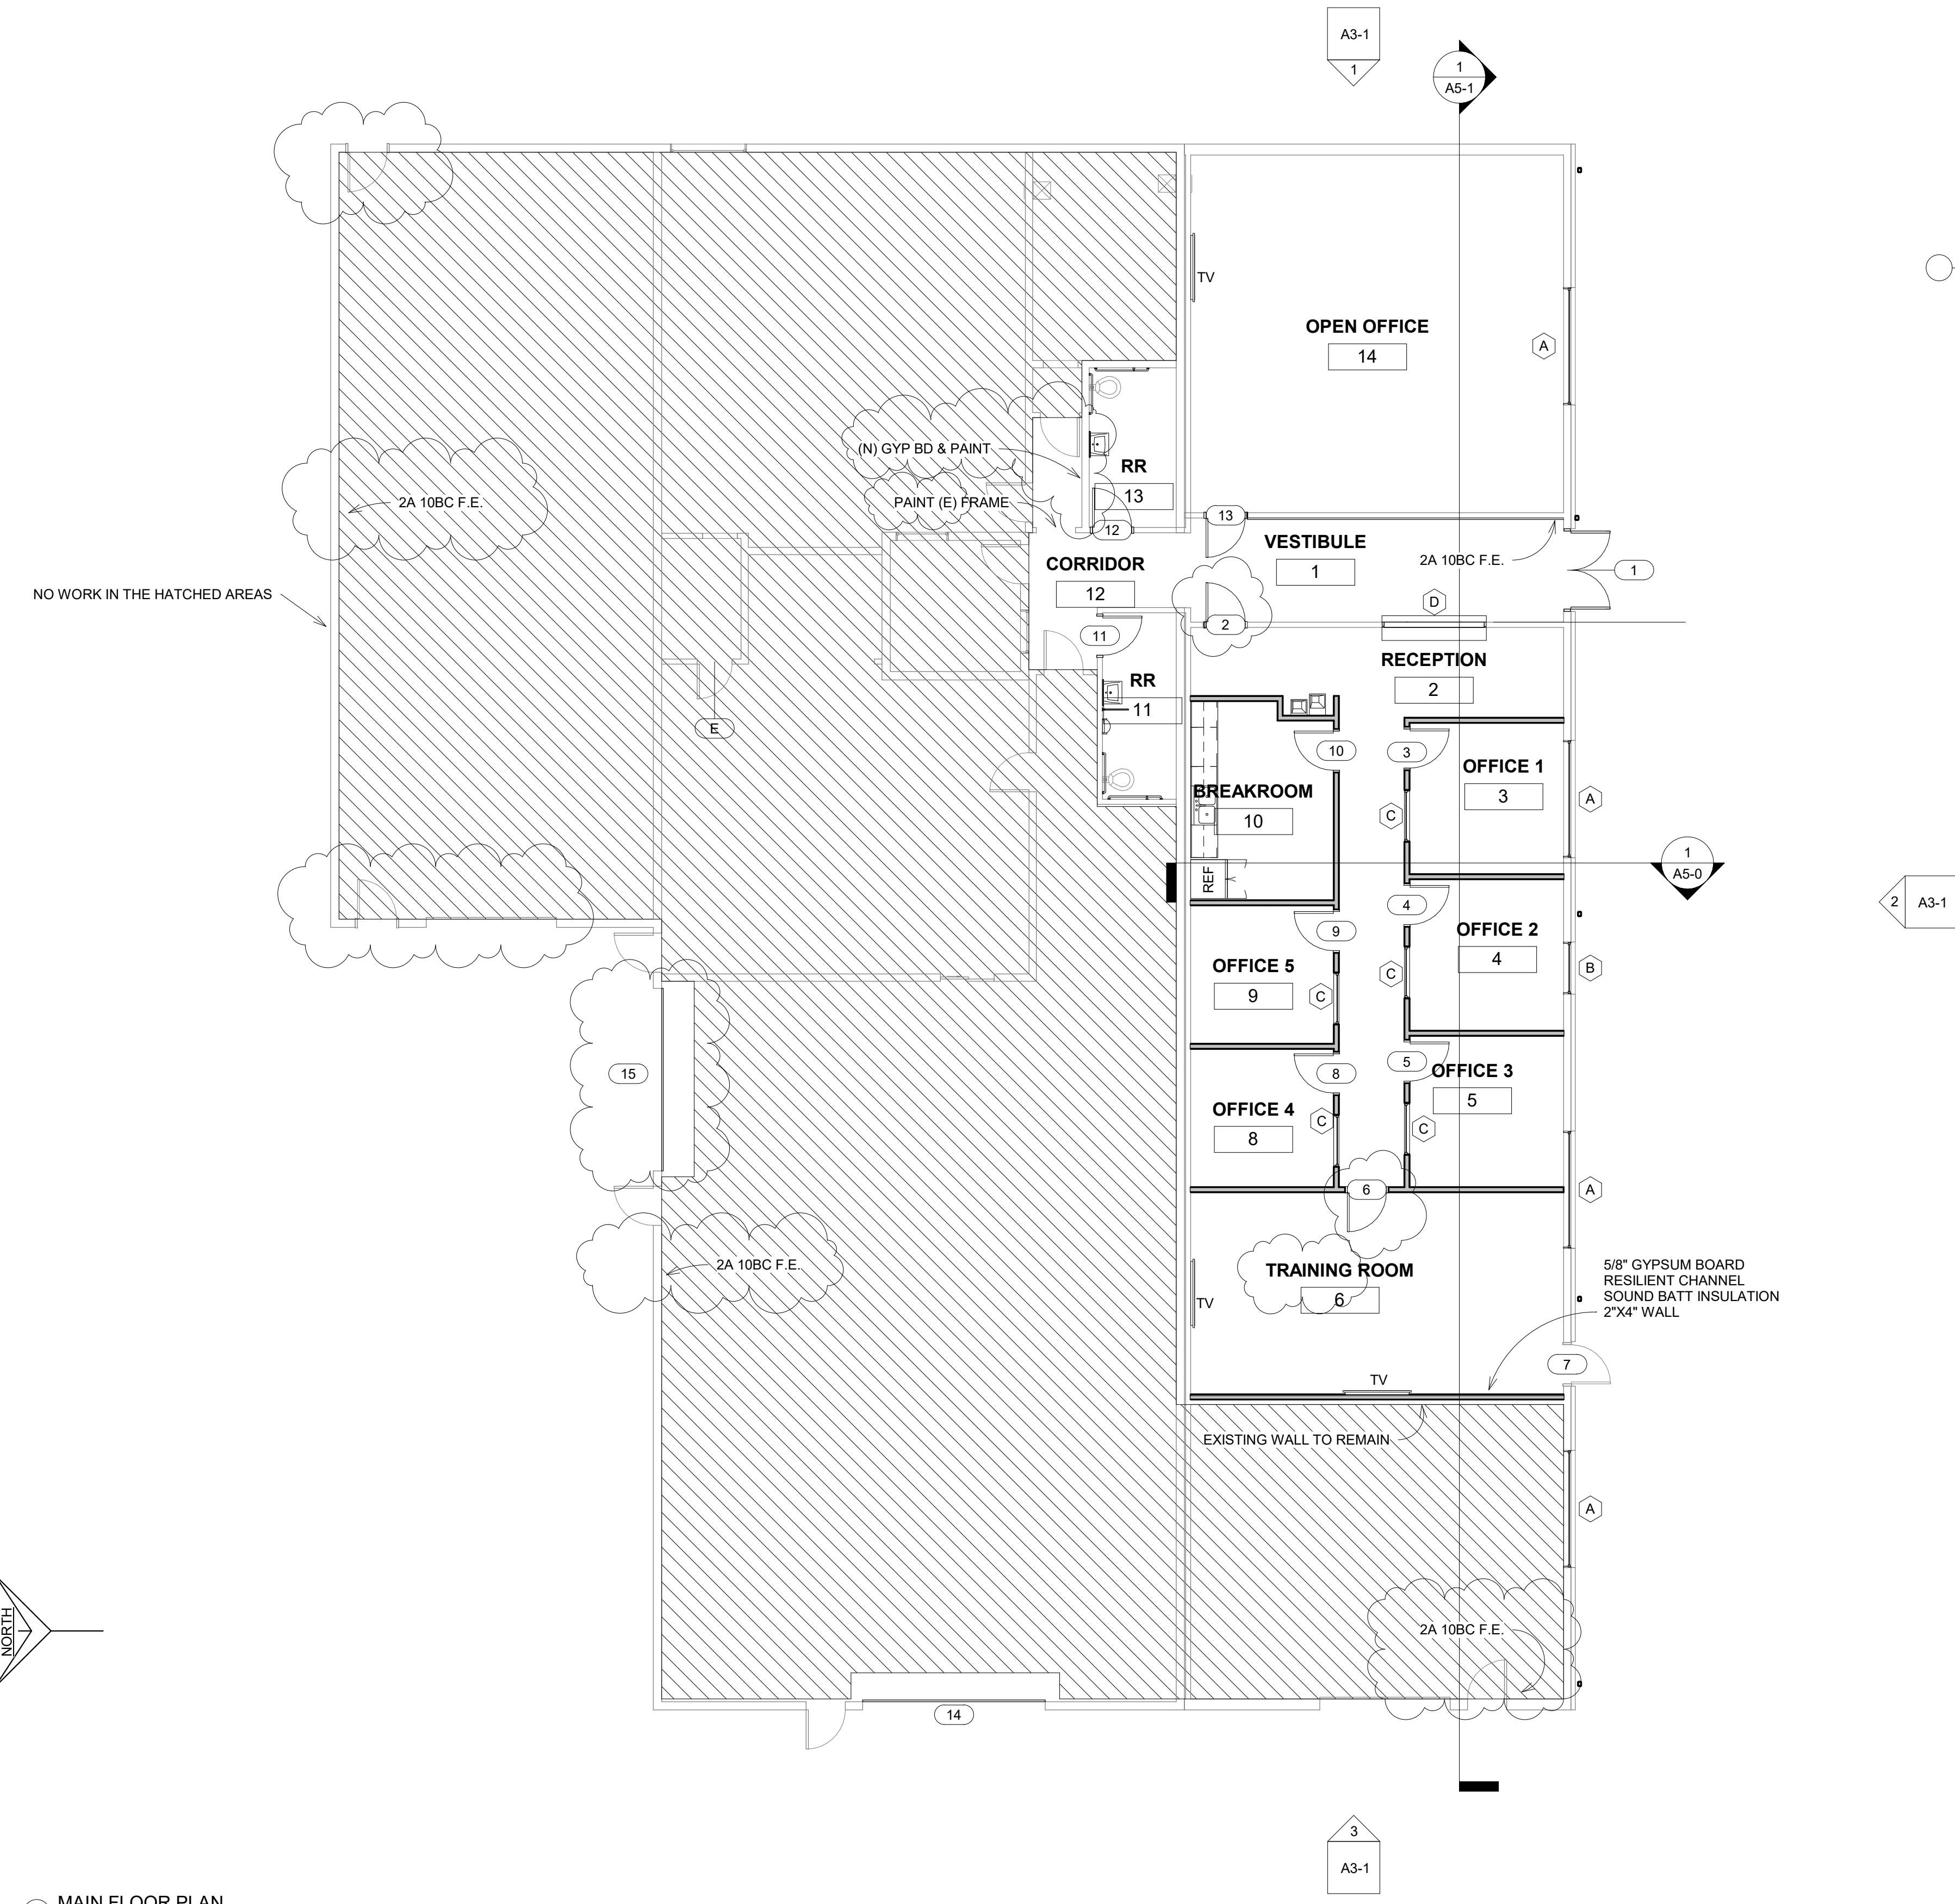 A3-1
1
1
A5-1
TV
OPEN OFFICE
14
A
(N) GYP BD & PAINT
RR
13
2A 10BC F.E.
PAINT (E) FRAME
12
13
VESTIBULE
1
2A 10BC F.E.
1
CORRIDOR
12
NO WORK IN THE HATCHED AREAS
D
2
11
RECEPTION
2
RR
11
E
10
3
OFFICE 1
3
BREAKROOM
10
A
C
REF
1
A5-0
4
2
A3-1
9
OFFICE 2
4
C
B
OFFICE 5
9
C
15
8
5
OFFICE 3
5
OFFICE 4
8
C
C
6
A
2A 10BC F.E.
TRAINING ROOM
6
TV
5/8" GYPSUM BOARD
RESILIENT CHANNEL
SOUND BATT INSULATION
2"X4" WALL
7
TV
EXISTING WALL TO REMAIN
A
NORTH
2A 10BC F.E.
14
3
A3-1
MAIN FLOOR PLAN